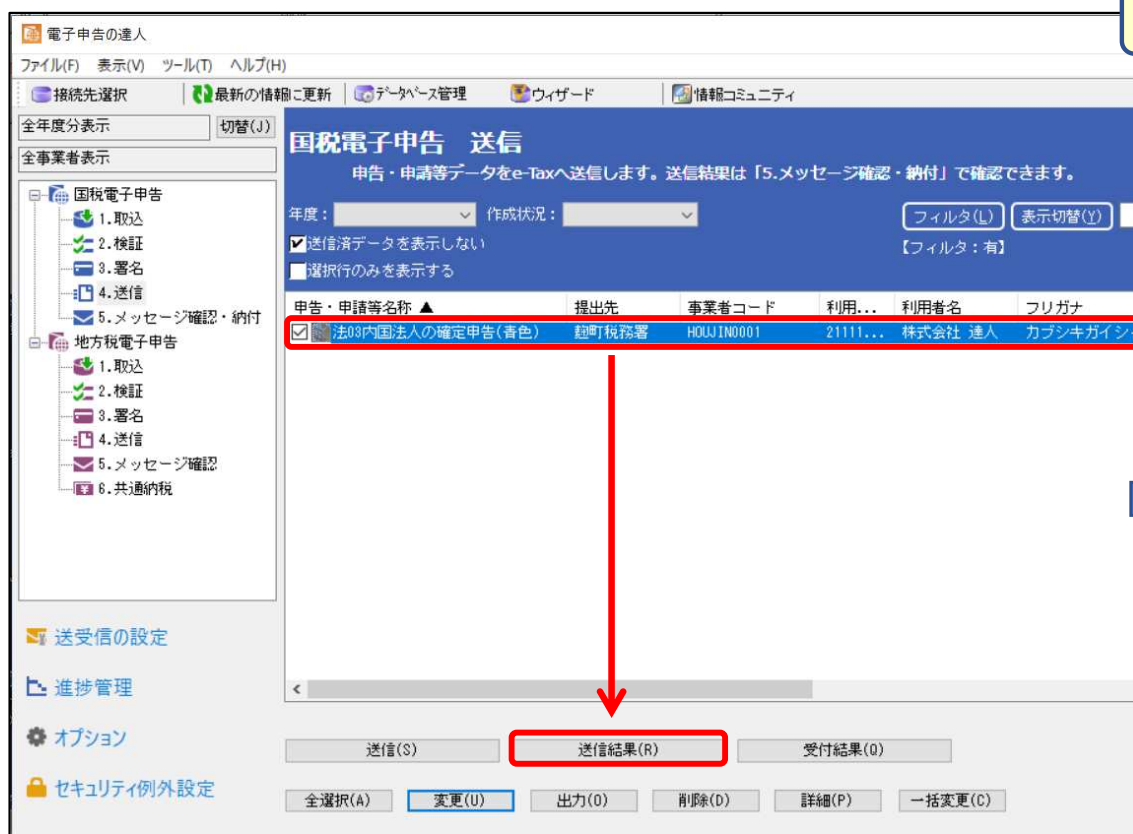 電子申告の達人
ファイル(F) 表示(V) ツール(T) ヘルプ(H)
接続先選択 最新の情報に更新 データベース管理 ウィザード 情報コミュニティ
全年度分表示 切替(J)
全事業者表示
国税電子申告
1.取込
2.検証
3.署名
4.送信
5.メッセージ確認・納付
地方税電子申告
1.取込
2.検証
3.署名
4.送信
5.メッセージ確認
6.共通納税
送受信の設定
進捗管理
オプション
セキュリティ例外設定
国税電子申告 送信
申告・申請等データをe-Taxへ送信します。送信結果は「5.メッセージ確認・納付」で確認できます。
年度: 作成状況: フィルタ(L) 表示切替(Y)
送信済データを表示しない 【フィルタ:有】
選択行のみを表示する
申告・申請等名称 ▲ 提出先 事業者コード 利用... 利用者名 フリガナ
法03内国法人の確定申告(青色) 麹町税務署 HOUJIN0001 21111... 株式会社 達人 カブシキガイシャ
送信(S) 送信結果(R) 受付結果(Q)
全選択(A) 変更(U) 出力(O) 削除(D) 詳細(P) 一括変更(C)